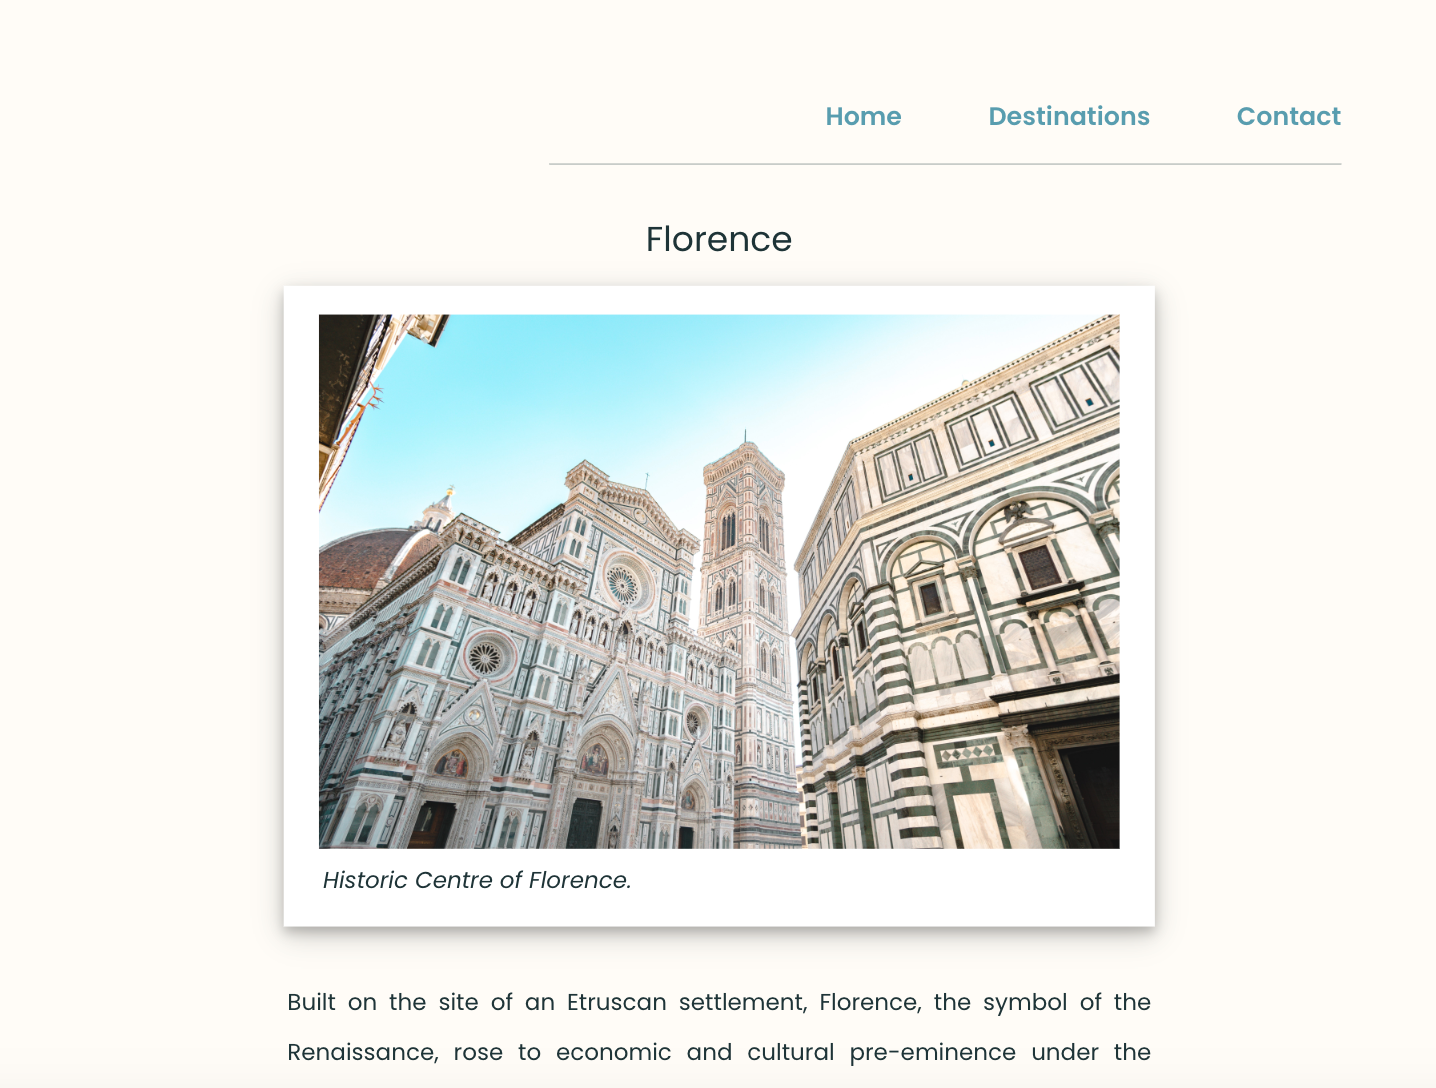 Home Destinations Contact
Florence
Historic Centre of Florence.
Built on the site of an Etruscan settlement, Florence, the symbol of the
Renaissance, rose to economic and cultural pre-eminence under the